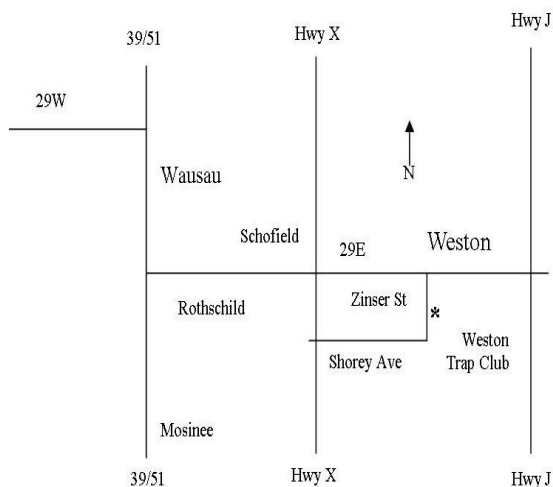 Hwy J
Hwy X
39/51
29W
N
Wausau
Schofield
29E
Weston
Zinser St
*
Rothschild
Weston
Trap Club
Shorey Ave
Mosinee
39/51
Hwy X
Hwy J